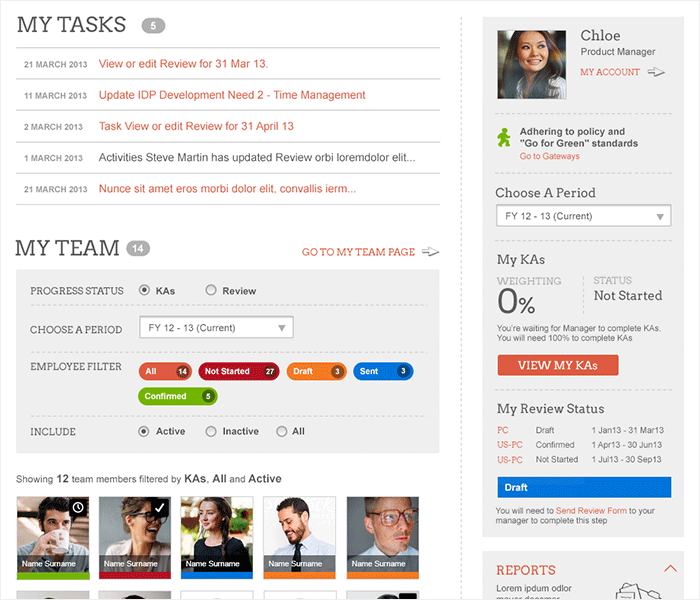 MY TASKS 5
21 MARCH 2013 View or edit Review for 31 Mar 13.
11 MARCH 2013 Update IDP Development Need 2 - Time Management
2 MARCH 2013 Task View or edit Review for 31 April 13
1 MARCH 2013 Activities Steve Martin has updated Review orbi loremdolor elit...
21 MARCH 2013 Nunce sit amet eros morbi dolor elit, convallis ierm...
MY TEAM 14
GO TO MY TEAM PAGE
PROGRESS STATUS KAs Review
CHOOSE A PERIOD FY 12 - 13 (Current)
EMPLOYEE FILTER All 14 Not Started 27 Draft 3 Sent 3
Confirmed 5
INCLUDE Active Inactive All
Showing 12 team members filtered by KAs, All and Active
Name Surname Name Surname Name Surname Name Surname Name Surname
Chloe
Product Manager
MY ACCOUNT
Adhering to policy and
"Go for Green" standards
Go to Gateways
Choose A Period
FY 12 - 13 (Current)
My KAs
WEIGHTING STATUS
0% Not Started
You're waiting for Manager to complete KAs.
You will need 100% to complete KAs
VIEW MY KAs
My Review Status
PC Draft 1 Jan13 - 31 Mar13
US-PC Confirmed 1 Apr13 - 30 Jun13
US-PC Not Started 1 Jul13 - 30 Sep13
Draft
You will need to Send Review Form to your
manager to complete this step
REPORTS
Lorem ipsum odlor